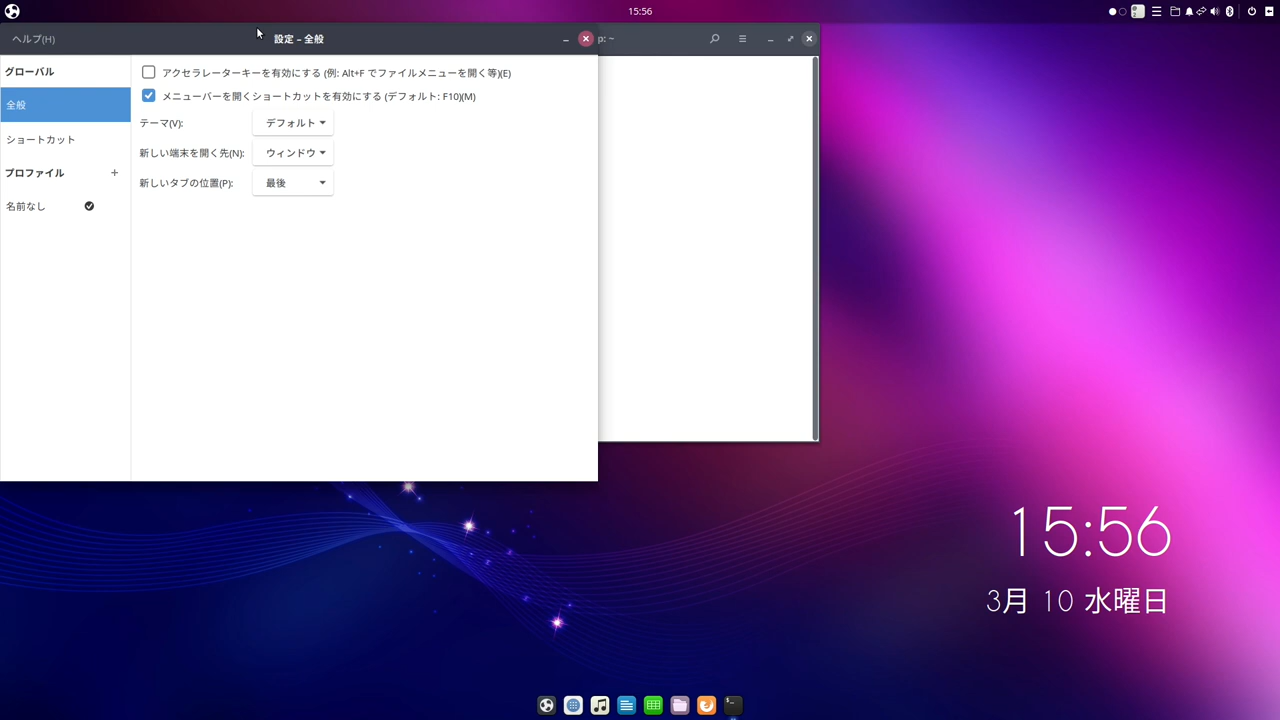 15:56
ヘルプ(H)
設定 – 全般
p: ~
グローバル
全般
ショートカット
プロファイル
名前なし
アクセラレーターキーを有効にする (例: Alt+F でファイルメニューを開く等)(E)
メニューバーを開くショートカットを有効にする (デフォルト: F10)(M)
テーマ(V): デフォルト
新しい端末を開く先(N): ウィンドウ
新しいタブの位置(P): 最後
15:56
3月 10 水曜日